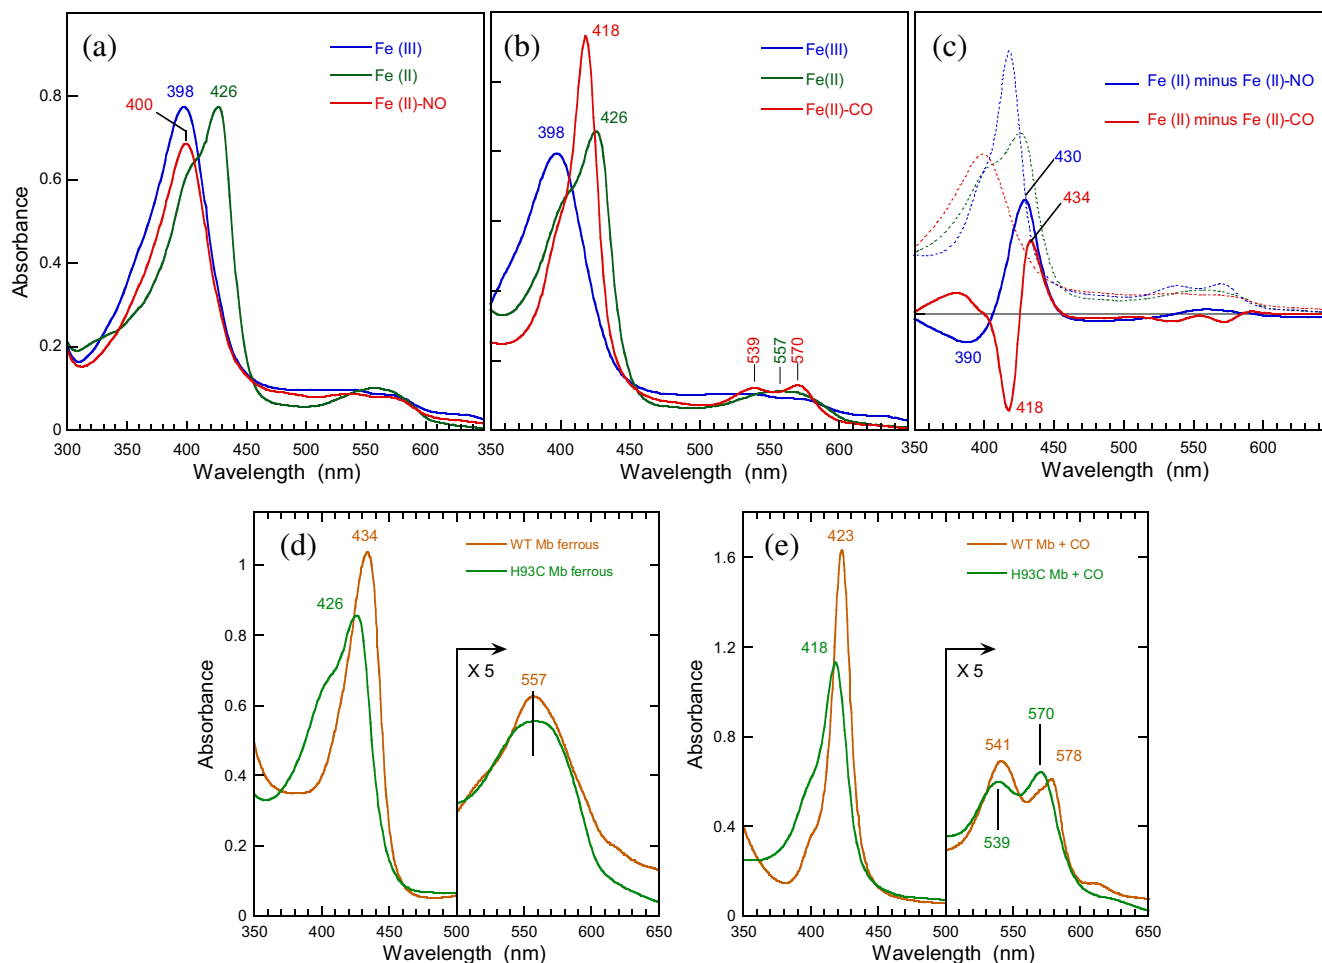 (a)
Fe (III)
Fe (II)
Fe (II)-NO
400
398
426
0.8
0.6
0.4
0.2
0
Absorbance
300 350 400 450 500 550 600
Wavelength (nm)
(b)
418
Fe(III)
Fe(II)
Fe(II)-CO
398
426
539
557
570
350 400 450 500 550 600
Wavelength (nm)
(c)
Fe (II) minus Fe (II)-NO
Fe (II) minus Fe (II)-CO
430
434
390
418
350 400 450 500 550 600
Wavelength (nm)
(d)
434
WT Mb ferrous
H93C Mb ferrous
426
X 5
557
1
0.8
0.6
0.4
0.2
0
Absorbance
350 400 450 500 550 600 650
Wavelength (nm)
(e)
423
WT Mb + CO
H93C Mb + CO
418
X 5
570
541
578
539
1.6
1.2
0.8
0.4
0
Absorbance
350 400 450 500 550 600 650
Wavelength (nm)